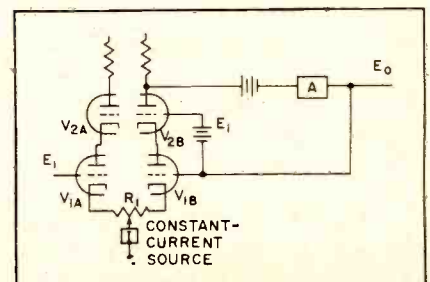 E₀
A
V₂A
V₂B
E₁
E₁
V₁A
R₁
V₁B
CONSTANT-
CURRENT
SOURCE